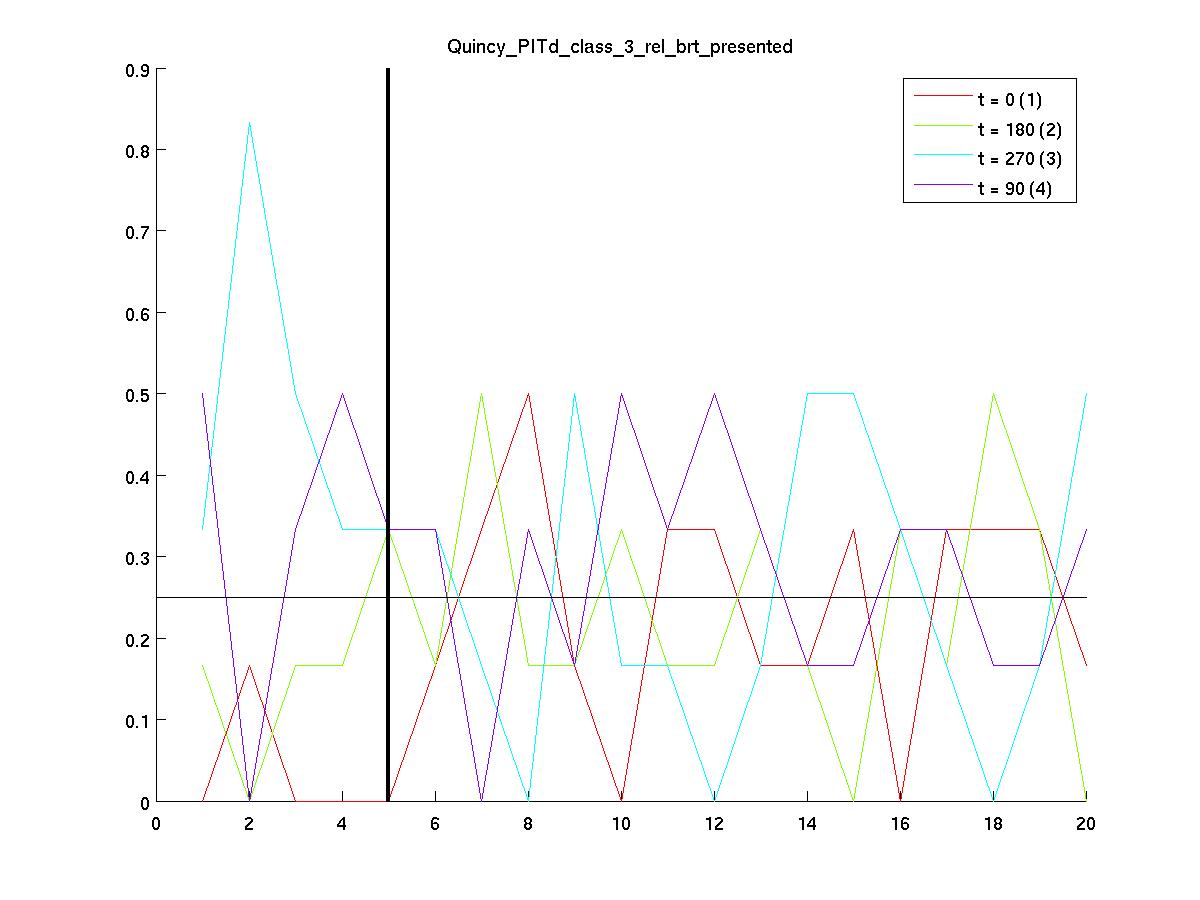 Quincy_PITd_class_3_rel_brt_presented
0.9
0.8
0.7
0.6
0.5
0.4
0.3
0.2
0.1
0
t = 0 (1)
t = 180 (2)
t = 270 (3)
t = 90 (4)
0 2 4 6 8 10 12 14 16 18 20